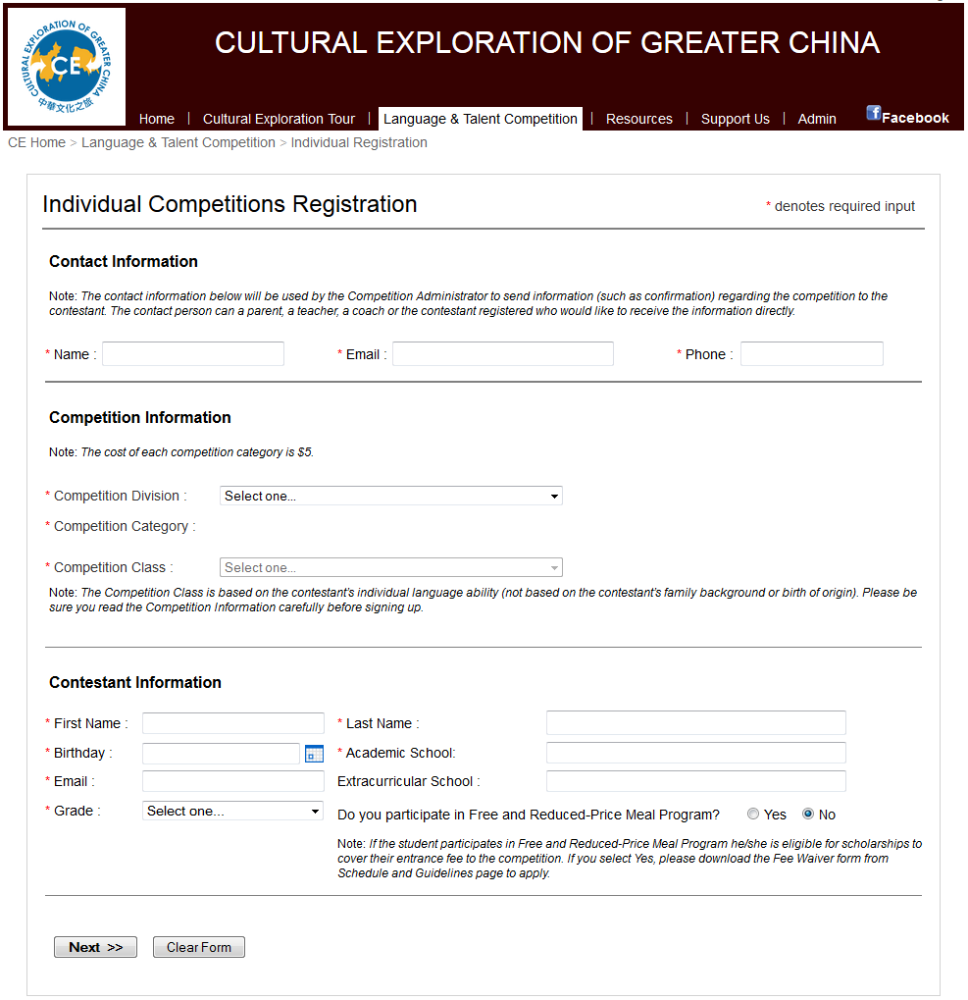 CULTURAL EXPLORATION OF GREATER CHINA
CE
中華文化之旅
CULTURAL EXPLORATION OF GREATER CHINA
Home | Cultural Exploration Tour | Language & Talent Competition | Resources | Support Us | Admin
f Facebook
CE Home > Language & Talent Competition > Individual Registration
Individual Competitions Registration
* denotes required input
Contact Information
Note: The contact information below will be used by the Competition Administrator to send information (such as confirmation) regarding the competition to the
contestant. The contact person can a parent, a teacher, a coach or the contestant registered who would like to receive the information directly.
* Name : * Email : * Phone :
Competition Information
Note: The cost of each competition category is $5.
* Competition Division : Select one...
* Competition Category :
* Competition Class : Select one...
Note: The Competition Class is based on the contestant's individual language ability (not based on the contestant's family background or birth of origin). Please be
sure you read the Competition Information carefully before signing up.
Contestant Information
* First Name : * Last Name :
* Birthday : * Academic School:
* Email : Extracurricular School :
* Grade : Select one... Do you participate in Free and Reduced-Price Meal Program? Yes No
Note: If the student participates in Free and Reduced-Price Meal Program he/she is eligible for scholarships to
cover their entrance fee to the competition. If you select Yes, please download the Fee Waiver form from
Schedule and Guidelines page to apply.
Next >> Clear Form